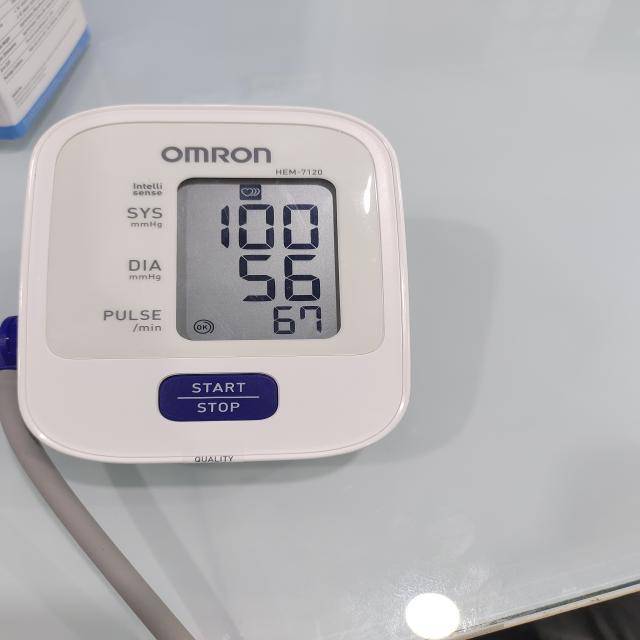 OMRON
HEM-7120
Intelli
sense
SYS
mmHg
100
DIA
mmHg
56
PULSE
/min
67
OK
START
STOP
QUALITY